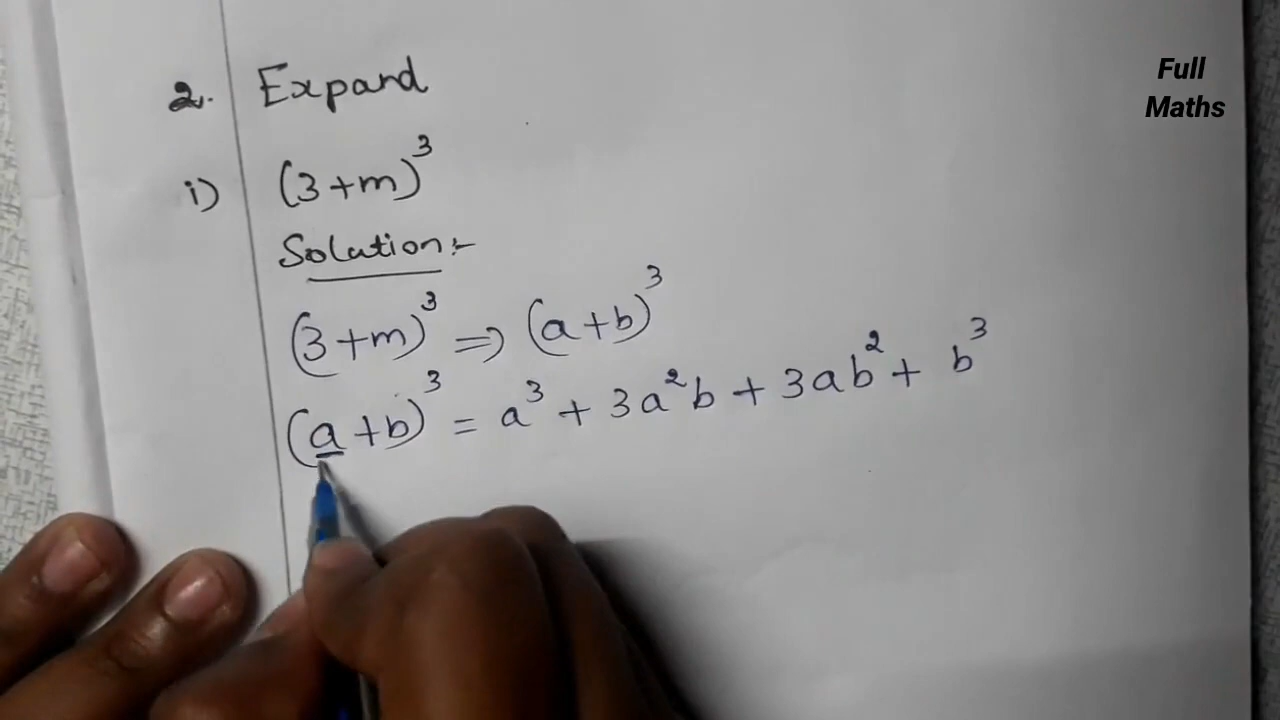 Full
Maths
2. Expand
i) (3+m)³
Solution:-
(3+m)³ ⇒ (a+b)³
(a+b)³ = a³ + 3a²b + 3ab² + b³